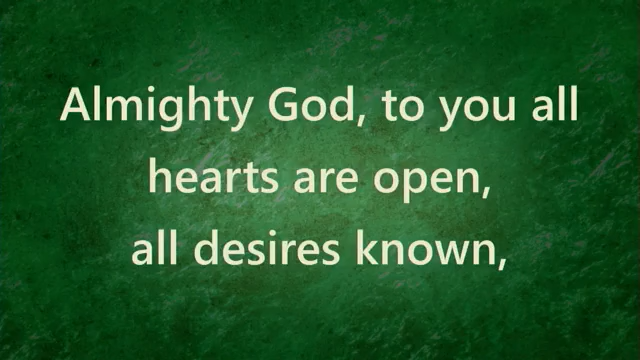 Almighty God, to you all
hearts are open,
all desires known,